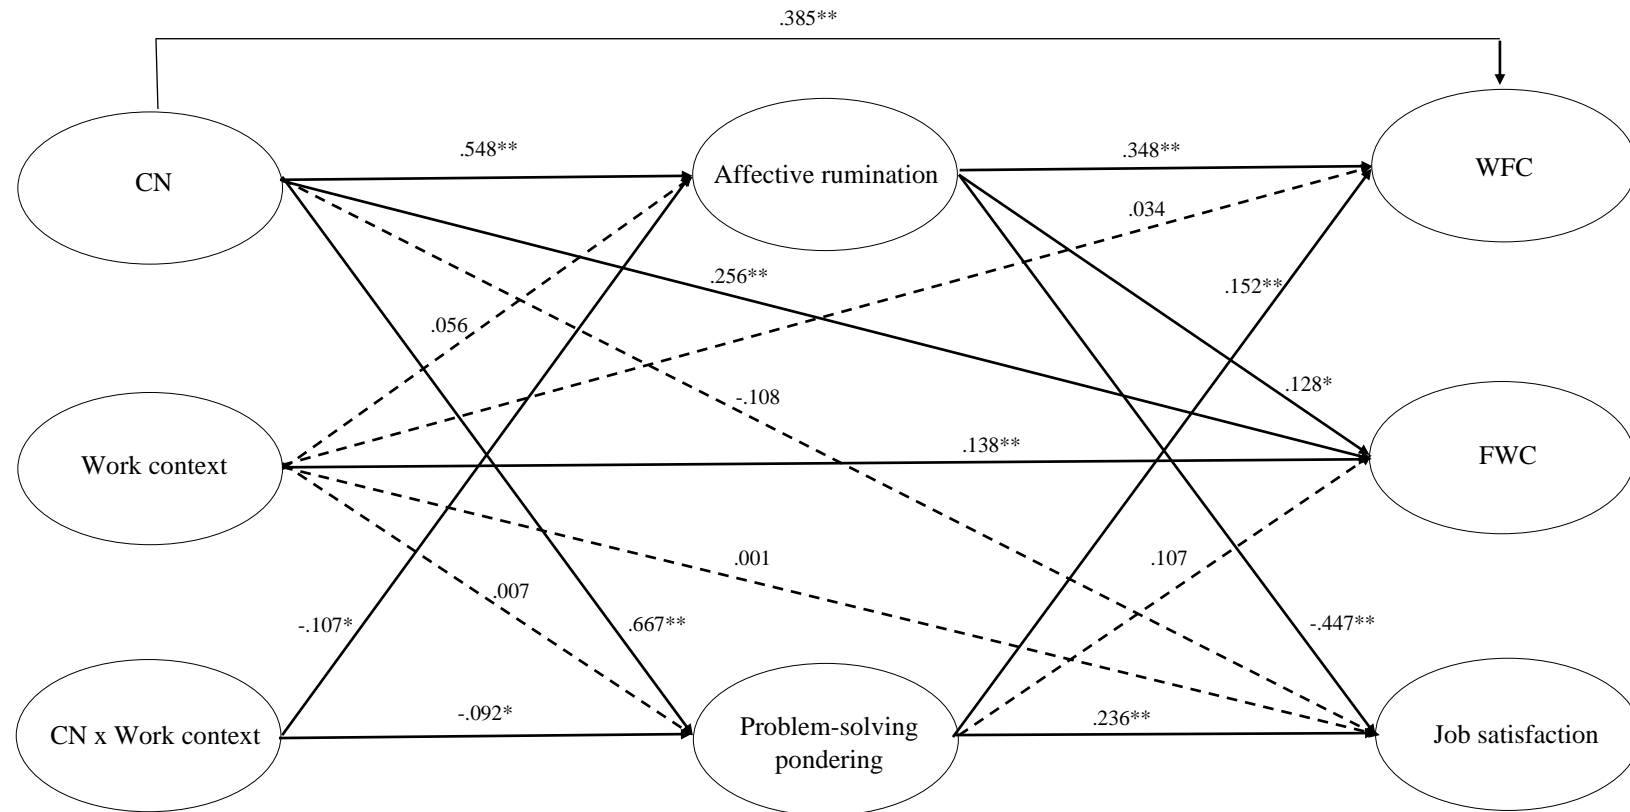 .385**
.548**
.348**
CN
Affective rumination
WFC
.034
.256**
.152**
.056
-.108
.128*
.138**
Work context
FWC
.001
.107
.007
-.107*
.667**
-.447**
-.092*
.236**
CN x Work context
Problem-solving
pondering
Job satisfaction